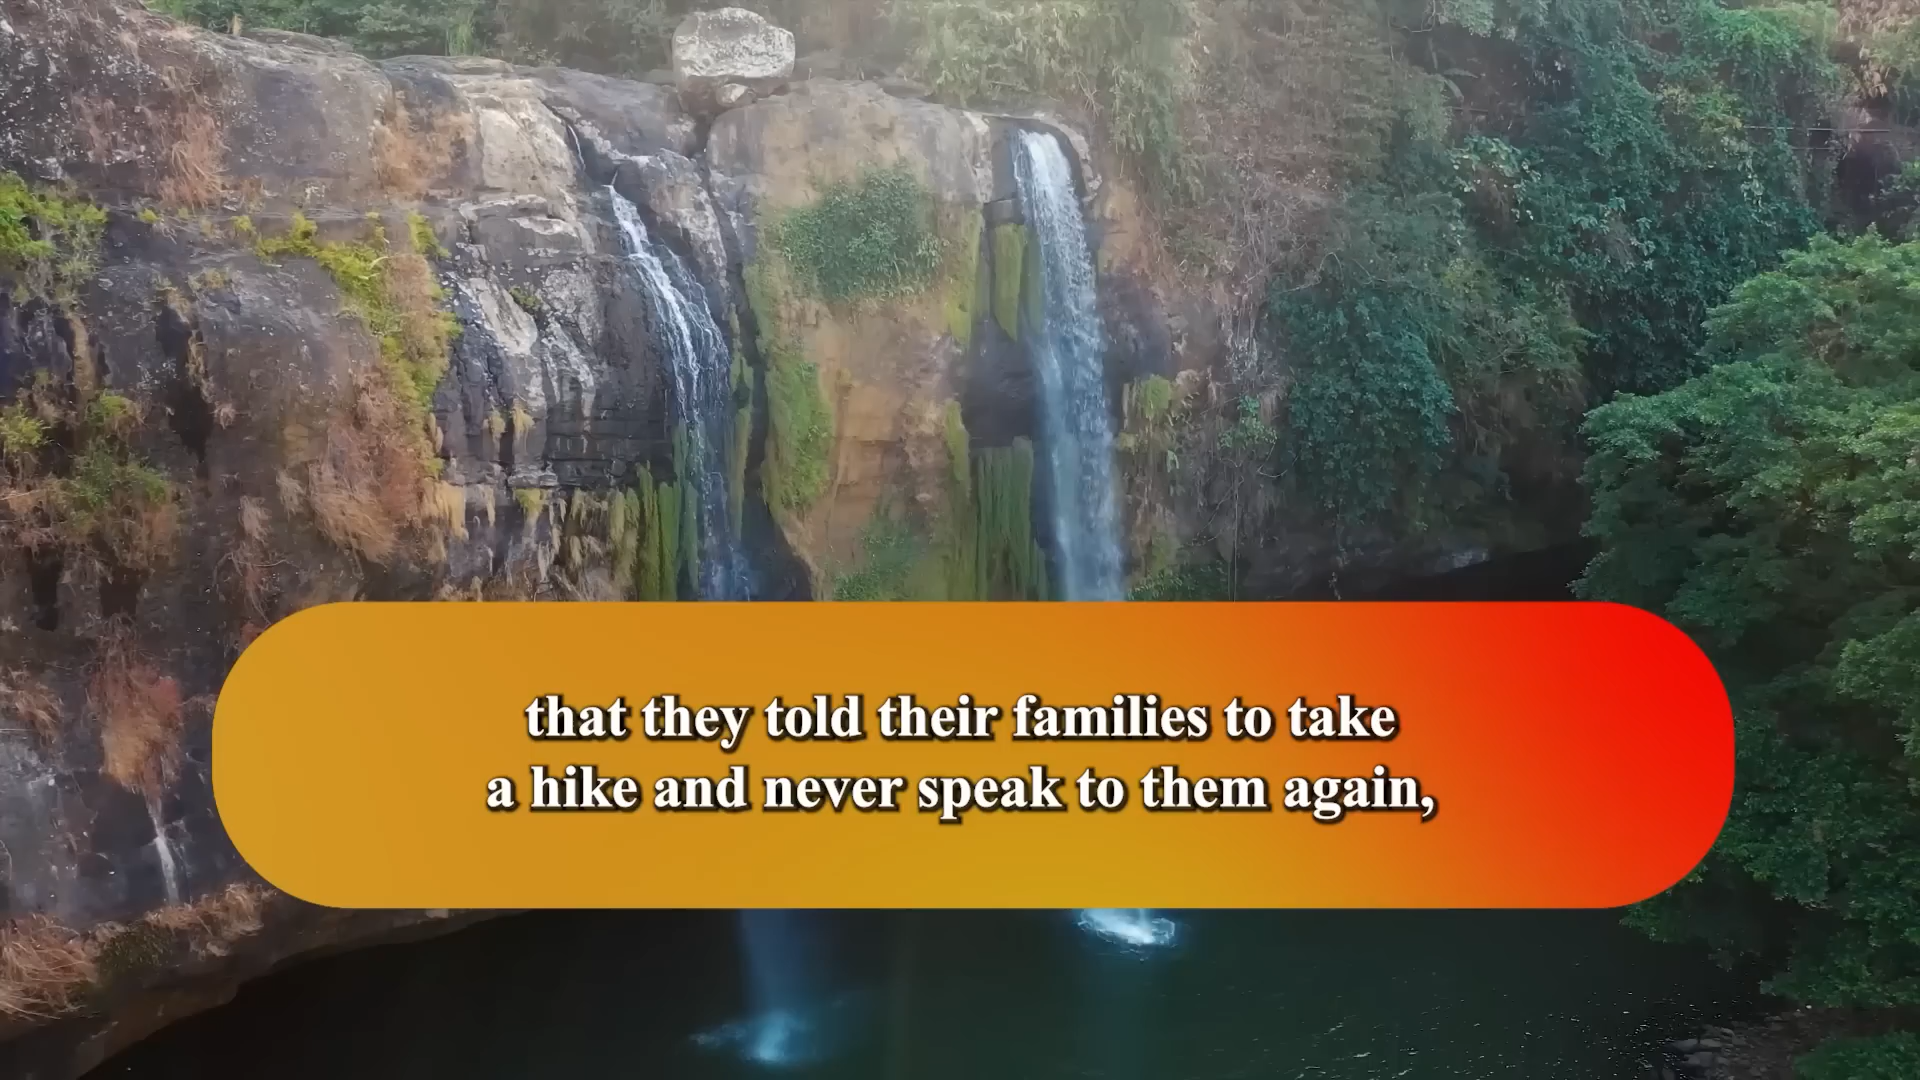 that they told their families to take
a hike and never speak to them again,